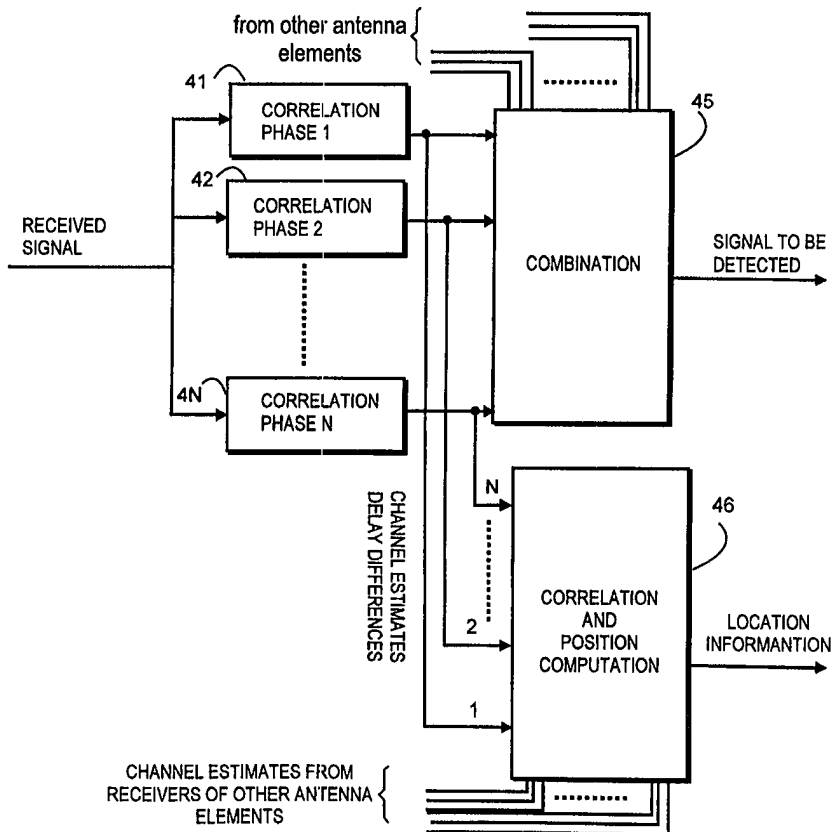 from other antenna
elements
41
CORRELATION
PHASE 1
45
42
CORRELATION
PHASE 2
RECEIVED
SIGNAL
COMBINATION
SIGNAL TO BE
DETECTED
4N
CORRELATION
PHASE N
CHANNEL ESTIMATES
DELAY DIFFERENCES
N
46
2
CORRELATION
AND
POSITION
COMPUTATION
LOCATION
INFORMANTION
1
CHANNEL ESTIMATES FROM
RECEIVERS OF OTHER ANTENNA
ELEMENTS